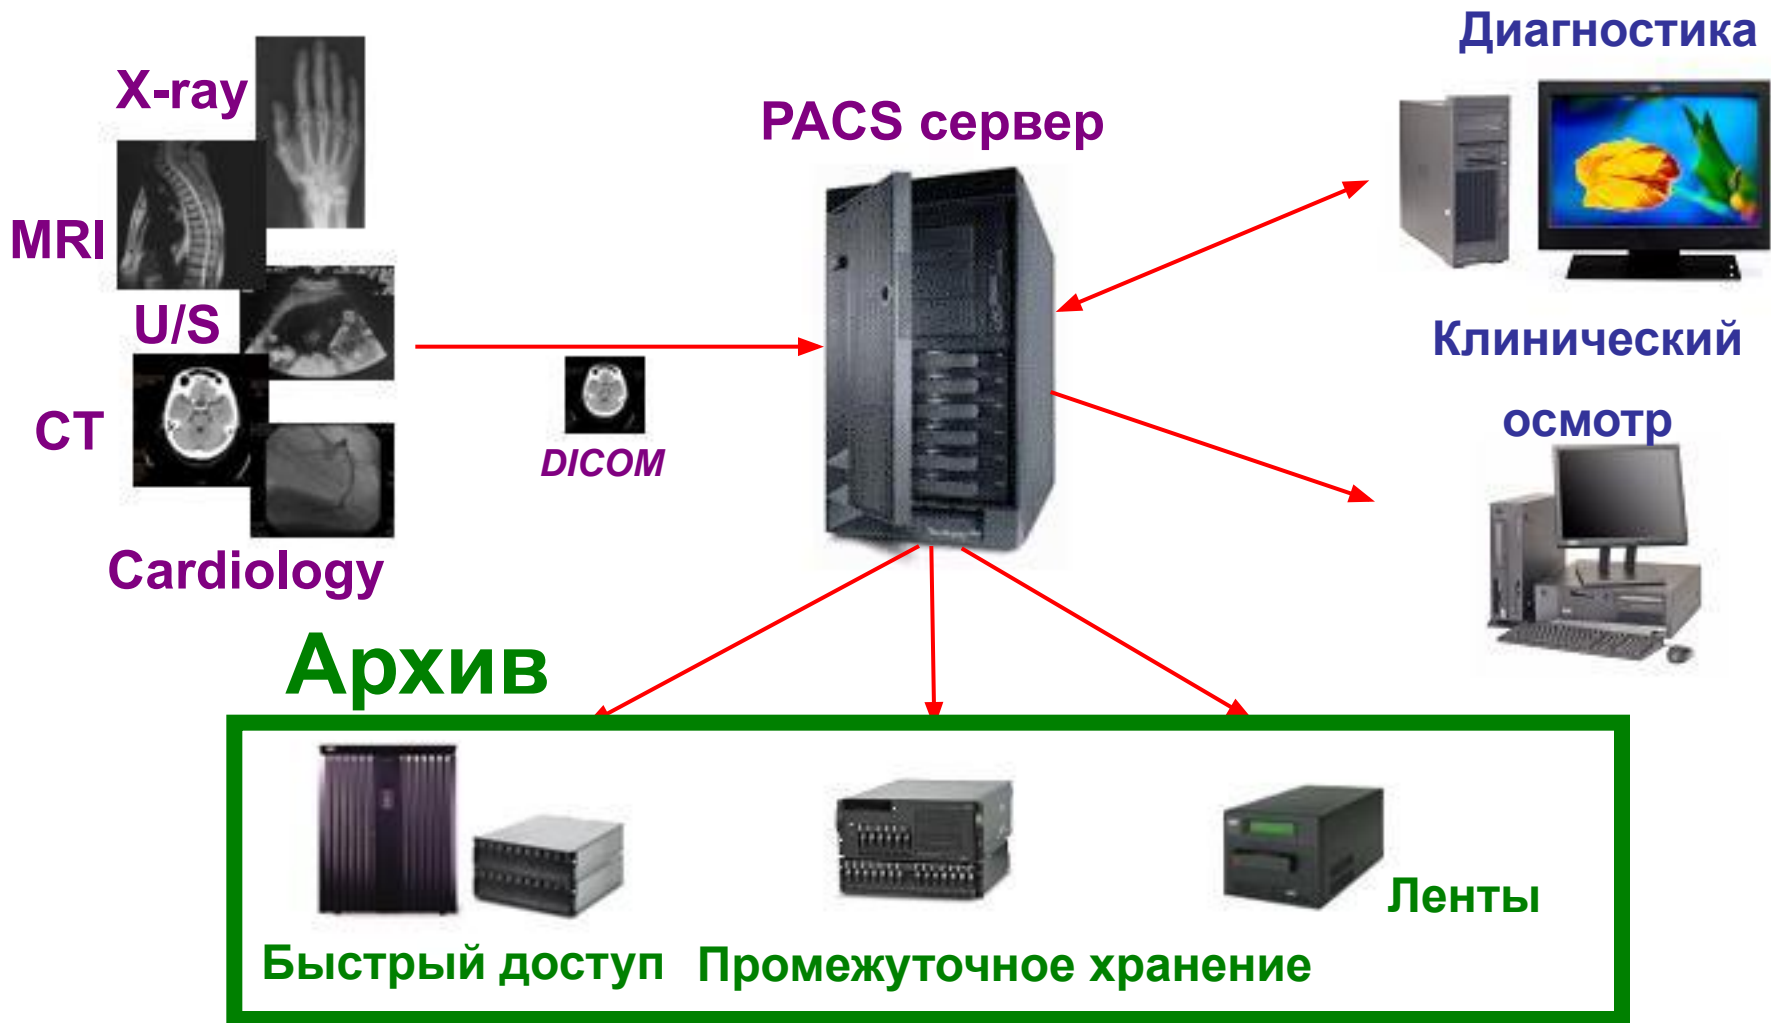 X-ray
MRI
U/S
CT
Cardiology
DICOM
PACS сервер
Диагностика
Клинический
осмотр
Архив
Быстрый доступ
Промежуточное хранение
Ленты